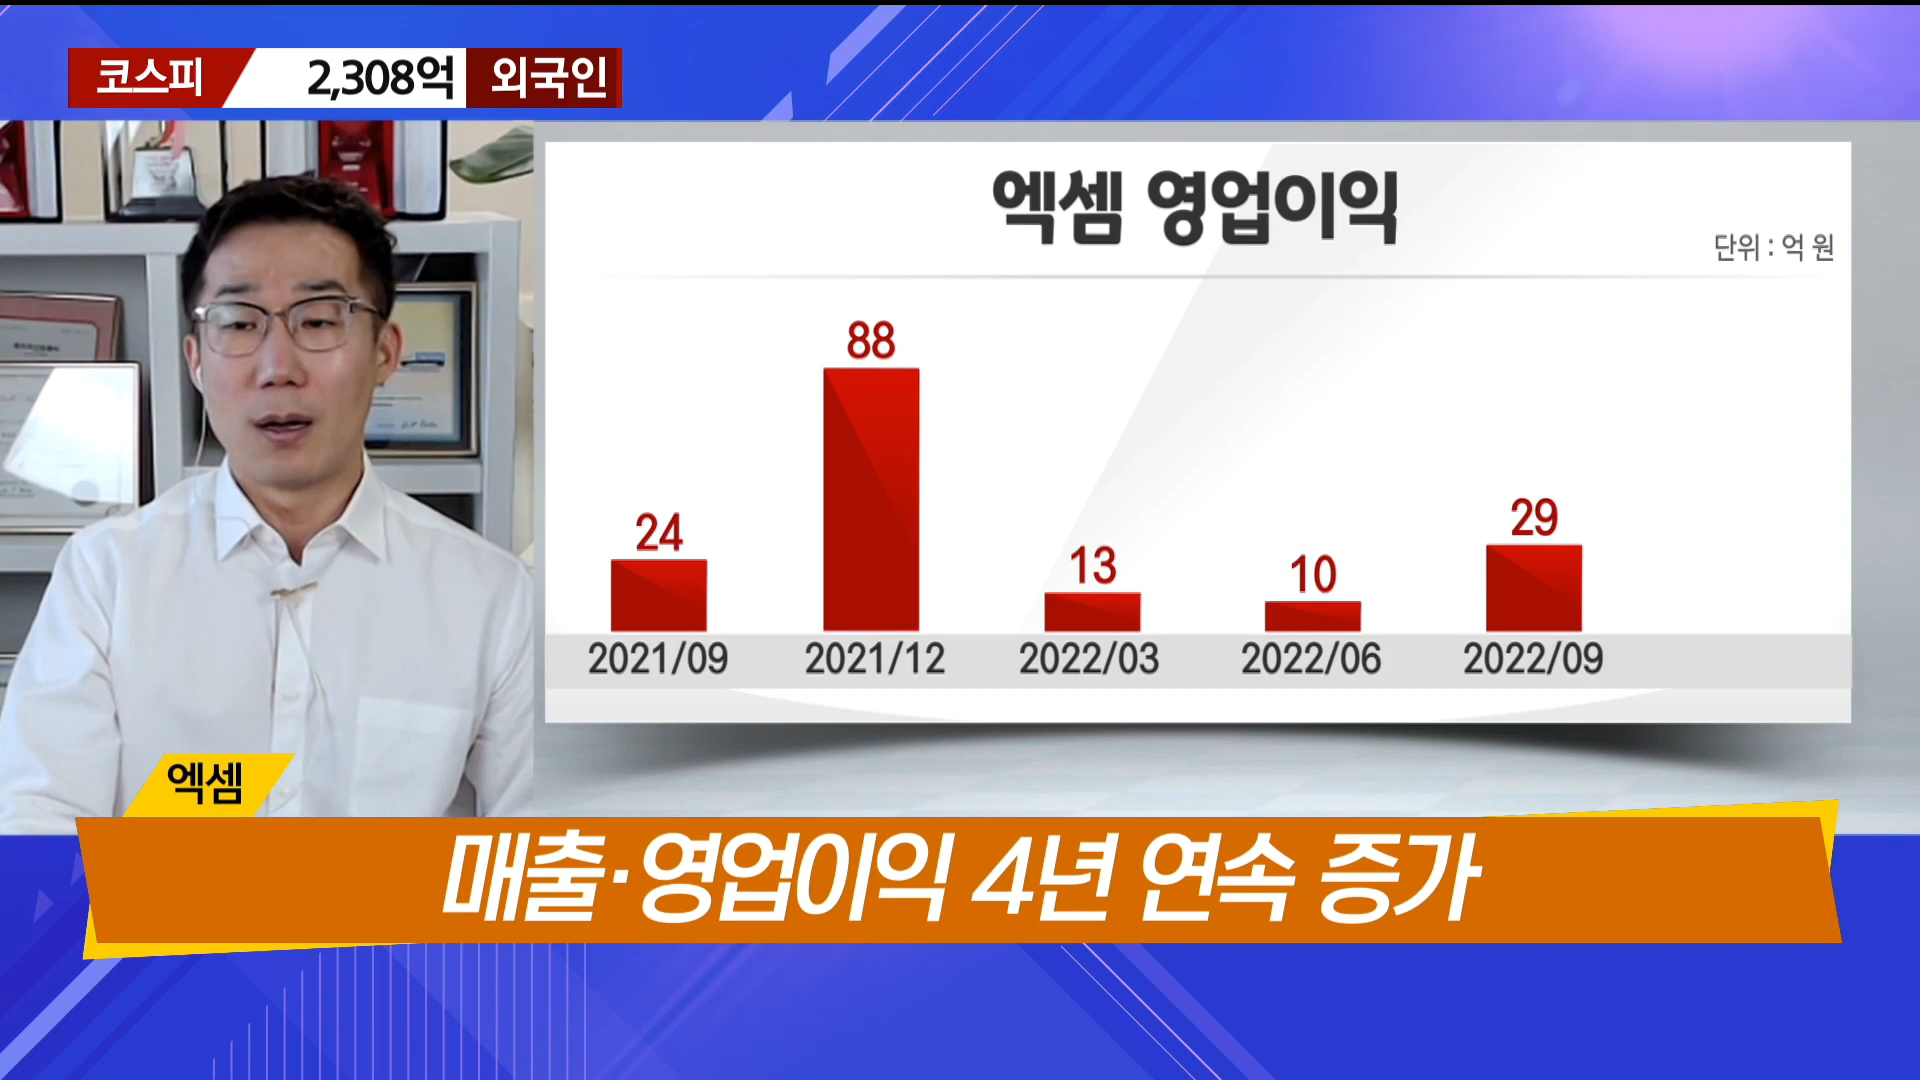 코스피 2,308억 외국인
엑셈 영업이익
단위 : 억 원
24 88 13 10 29
2021/09 2021/12 2022/03 2022/06 2022/09
엑셈
매출·영업이익 4년 연속 증가